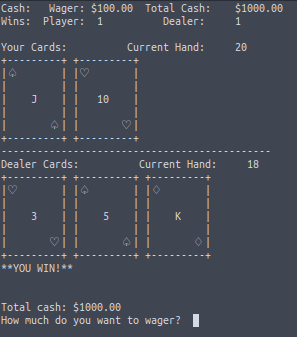 Cash:   Wager: $100.00  Total Cash:    $1000.00
Wins:  Player:  1          Dealer:     1
Your Cards:          Current Hand:     20
+---------+ +---------+
|♤        | |♡        |
|         | |         |
|    J    | |   10    |
|         | |         |
|        ♤| |        ♡|
+---------+ +---------+
---------------------------------------------
Dealer Cards:          Current Hand:     18
+---------+ +---------+ +---------+
|♡        | |♤        | |♢        |
|         | |         | |         |
|    3    | |    5    | |    K    |
|         | |         | |         |
|        ♡| |        ♤| |        ♢|
+---------+ +---------+ +---------+
**YOU WIN!**
Total cash: $1000.00
How much do you want to wager?